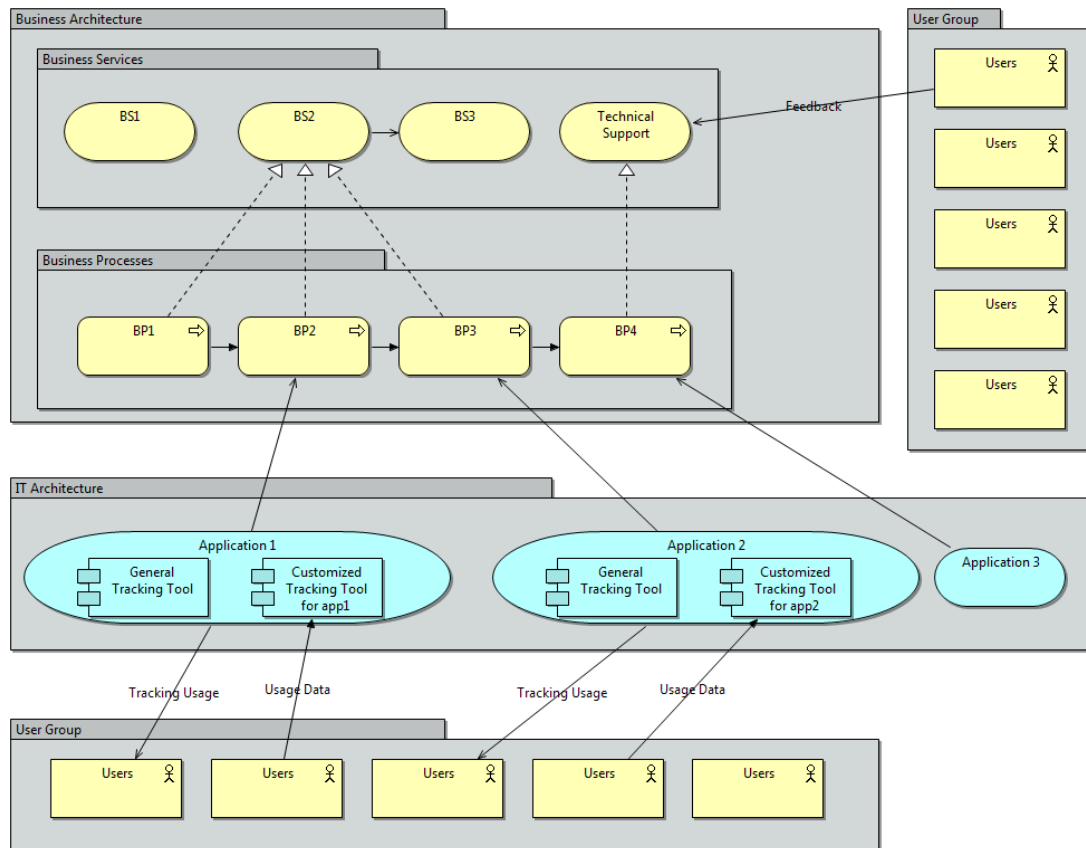 Business Architecture
User Group
Business Services
Users
BS1
BS2
BS3
Technical
Support
Feedback
Users
Users
Business Processes
Users
BP1
BP2
BP3
BP4
Users
IT Architecture
Application 1
General
Tracking Tool
Customized
Tracking Tool
for app1
Application 2
General
Tracking Tool
Customized
Tracking Tool
for app2
Application 3
Tracking Usage
Usage Data
Tracking Usage
Usage Data
User Group
Users
Users
Users
Users
Users